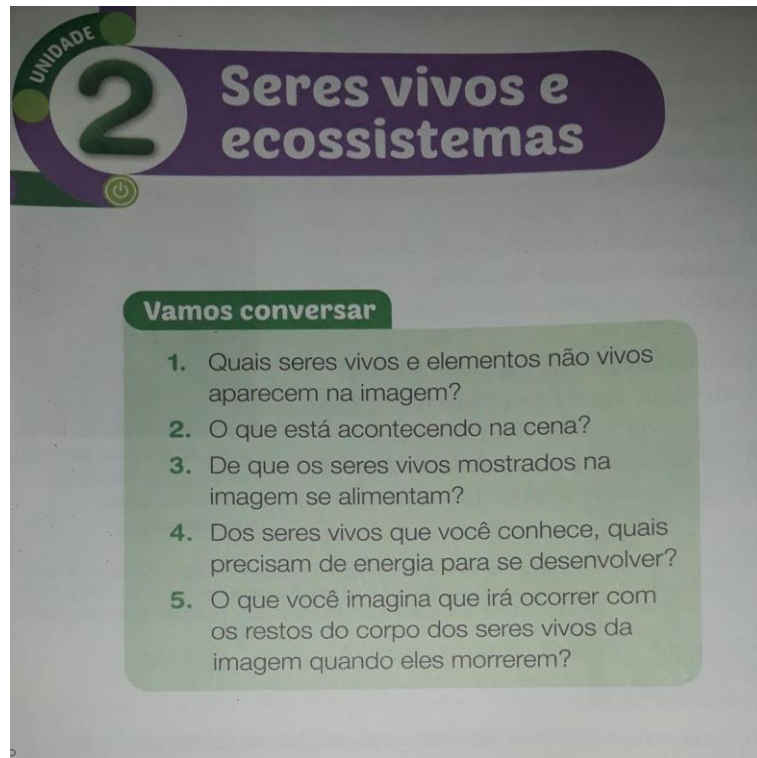 UNIDADE
2
Seres vivos e
ecossistemas
Vamos conversar
1. Quais seres vivos e elementos não vivos
aparecem na imagem?
2. O que está acontecendo na cena?
3. De que os seres vivos mostrados na
imagem se alimentam?
4. Dos seres vivos que você conhece, quais
precisam de energia para se desenvolver?
5. O que você imagina que irá ocorrer com
os restos do corpo dos seres vivos da
imagem quando eles morrerem?